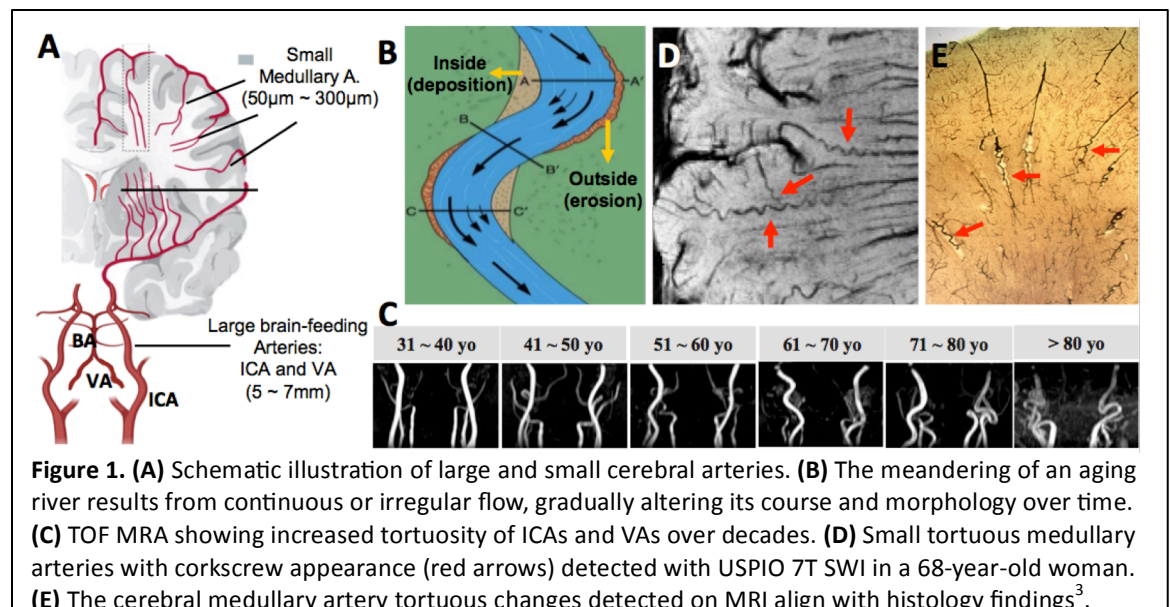 A
Small
Medullary A.
(50μm ~ 300μm)
BA
VA
ICA
Large brain-feeding
Arteries:
ICA and VA
(5 ~ 7mm)
B
Inside
(deposition)
A
A'
B
B'
Outside
(erosion)
C
C'
D
E
C
31 ~ 40 yo
41 ~ 50 yo
51 ~ 60 yo
61 ~ 70 yo
71 ~ 80 yo
> 80 yo
Figure 1. (A) Schematic illustration of large and small cerebral arteries. (B) The meandering of an aging
river results from continuous or irregular flow, gradually altering its course and morphology over time.
(C) TOF MRA showing increased tortuosity of ICAs and VAs over decades. (D) Small tortuous medullary
arteries with corkscrew appearance (red arrows) detected with USPIO 7T SWI in a 68-year-old woman.
(E) The cerebral medullary artery tortuous changes detected on MRI align with histology findings³.